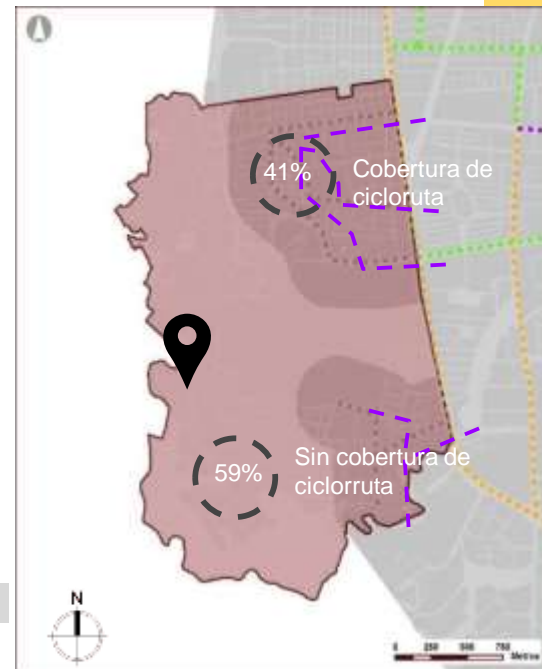 41%
Cobertura de
cicloruta
59%
Sin cobertura de
ciclorruta
N
0 250 500 750
Metros